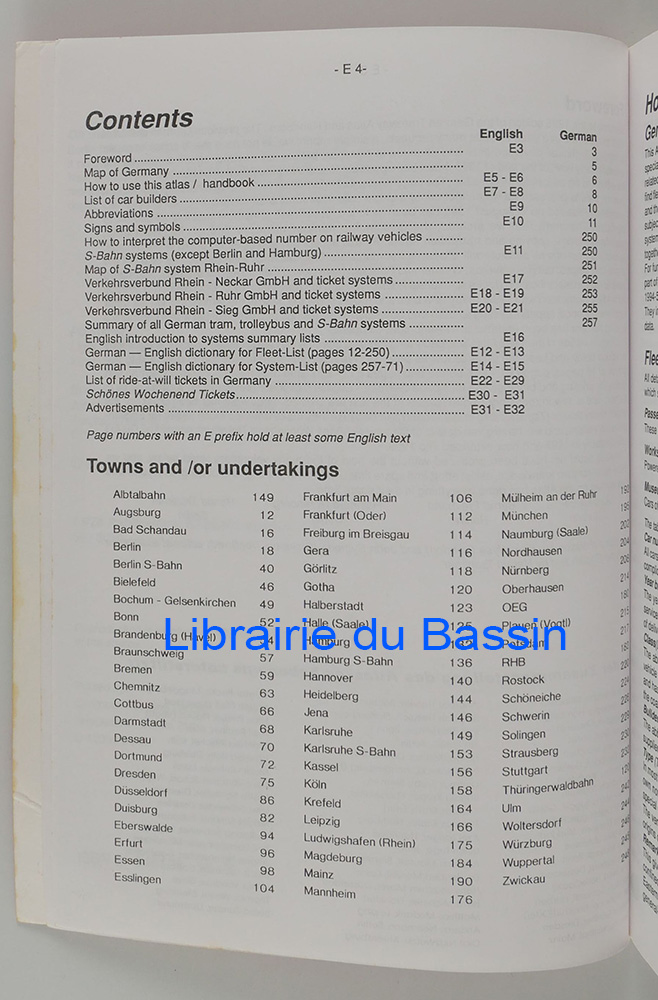 - E 4-
Contents
English German
Foreword ........ E3 3
Map of Germany ........ 5
How to use this atlas / handbook ........ E5 - E6 6
List of car builders ........ E7 - E8 8
Abbreviations ........ E9 10
Signs and symbols ........ E10 11
How to interpret the computer-based number on railway vehicles ........ 250
S-Bahn systems (except Berlin and Hamburg) ........ E11 250
Map of S-Bahn system Rhein-Ruhr ........ 251
Verkehrsverbund Rhein - Neckar GmbH and ticket systems ........ E17 252
Verkehrsverbund Rhein - Ruhr GmbH and ticket systems ........ E18 - E19 253
Verkehrsverbund Rhein - Sieg GmbH and ticket systems ........ E20 - E21 255
Summary of all German tram, trolleybus and S-Bahn systems ........ 257
English introduction to systems summary lists ........ E16
German — English dictionary for Fleet-List (pages 12-250) ........ E12 - E13
German — English dictionary for System-List (pages 257-71) ........ E14 - E15
List of ride-at-will tickets in Germany ........ E22 - E29
Schönes Wochenend Tickets ........ E30 - E31
Advertisements ........ E31 - E32
Page numbers with an E prefix hold at least some English text
Towns and /or undertakings
Albtalbahn 149
Augsburg 12
Bad Schandau 16
Berlin 18
Berlin S-Bahn 40
Bielefeld 46
Bochum - Gelsenkirchen 49
Bonn 52
Brandenburg (Havel)
Braunschweig 57
Bremen 59
Chemnitz 63
Cottbus 66
Darmstadt 68
Dessau 70
Dortmund 72
Dresden 75
Düsseldorf 86
Duisburg 82
Eberswalde 94
Erfurt 96
Essen 98
Esslingen 104
Frankfurt am Main 106
Frankfurt (Oder) 112
Freiburg im Breisgau 114
Gera 116
Görlitz 118
Gotha 120
Halberstadt 123
Halle (Saale) 125
Hamburg 132
Hamburg S-Bahn 136
Hannover 140
Heidelberg 144
Jena 146
Karlsruhe 149
Karlsruhe S-Bahn 153
Kassel 156
Köln 158
Krefeld 164
Leipzig 166
Ludwigshafen (Rhein) 175
Magdeburg 184
Mainz 190
Mannheim 176
Mülheim an der Ruhr
München
Naumburg (Saale)
Nordhausen
Nürnberg
Oberhausen
OEG
Plauen (Vogtl)
Potsdam
RHB
Rostock
Schöneiche
Schwerin
Solingen
Strausberg
Stuttgart
Thüringerwaldbahn
Ulm
Woltersdorf
Würzburg
Wuppertal
Zwickau
Librairie du Bassin